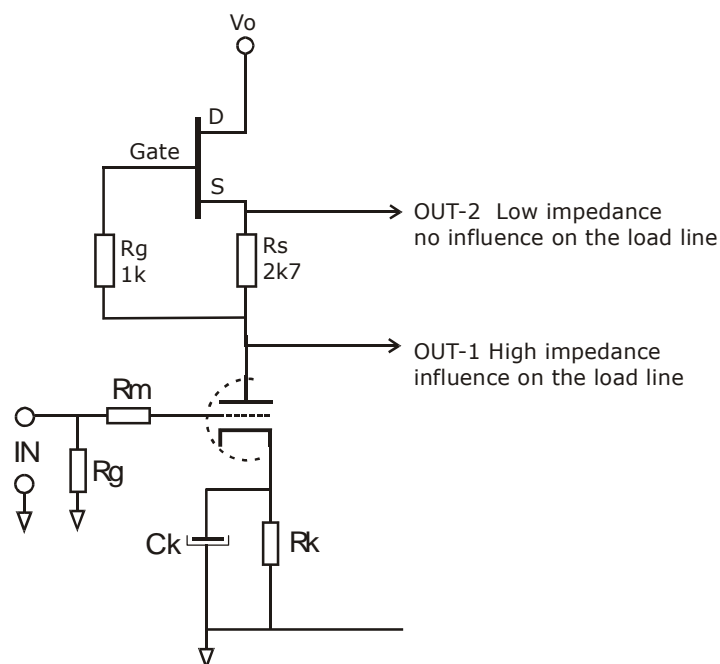 Vo
D
Gate
S
OUT-2 Low impedance
no influence on the load line
Rg
1k
Rs
2k7
OUT-1 High impedance
influence on the load line
Rm
IN
Rg
Ck
Rk